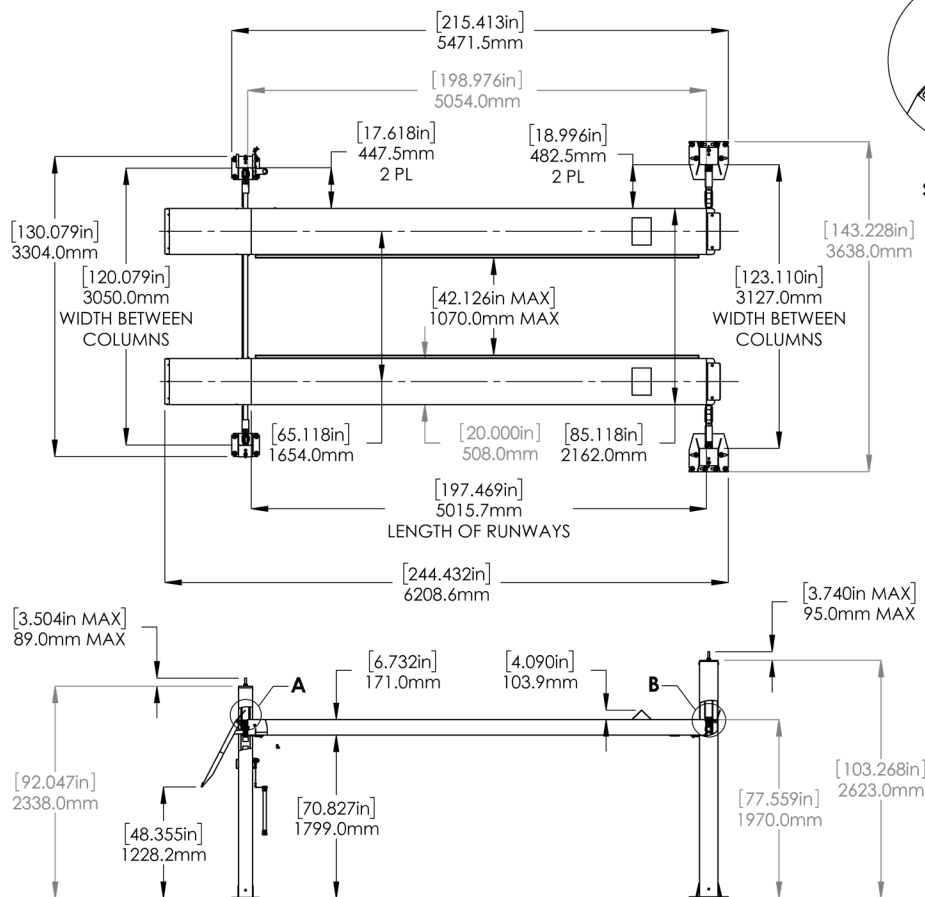 [215.413in]
5471.5mm
[198.976in]
5054.0mm
[17.618in]
447.5mm
2 PL
[18.996in]
482.5mm
2 PL
[130.079in]
3304.0mm
[120.079in]
3050.0mm
WIDTH BETWEEN
COLUMNS
[42.126in MAX]
1070.0mm MAX
[123.110in]
3127.0mm
WIDTH BETWEEN
COLUMNS
[143.228in]
3638.0mm
[65.118in]
1654.0mm
[20.000in]
508.0mm
[85.118in]
2162.0mm
[197.469in]
5015.7mm
LENGTH OF RUNWAYS
[244.432in]
6208.6mm
[3.504in MAX]
89.0mm MAX
[3.740in MAX]
95.0mm MAX
A
[6.732in]
171.0mm
[4.090in]
103.9mm
B
[92.047in]
2338.0mm
[48.355in]
1228.2mm
[70.827in]
1799.0mm
[77.559in]
1970.0mm
[103.268in]
2623.0mm